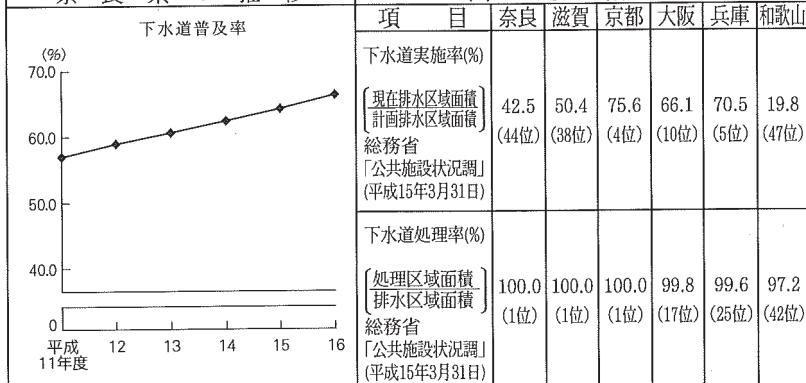 下水道普及率
(%)
70.0
60.0
50.0
40.0
0
平成
11年度
12 13 14 15 16
項 目 奈良 滋賀 京都 大阪 兵庫 和歌山
下水道実施率(%)
現在排水区域面積
計画排水区域面積
総務省
「公共施設状況調」
(平成15年3月31日)
42.5 50.4 75.6 66.1 70.5 19.8
(44位) (38位) (4位) (10位) (5位) (47位)
下水道処理率(%)
処理区域面積
排水区域面積
総務省
「公共施設状況調」
(平成15年3月31日)
100.0 100.0 100.0 99.8 99.6 97.2
(1位) (1位) (1位) (17位) (25位) (42位)